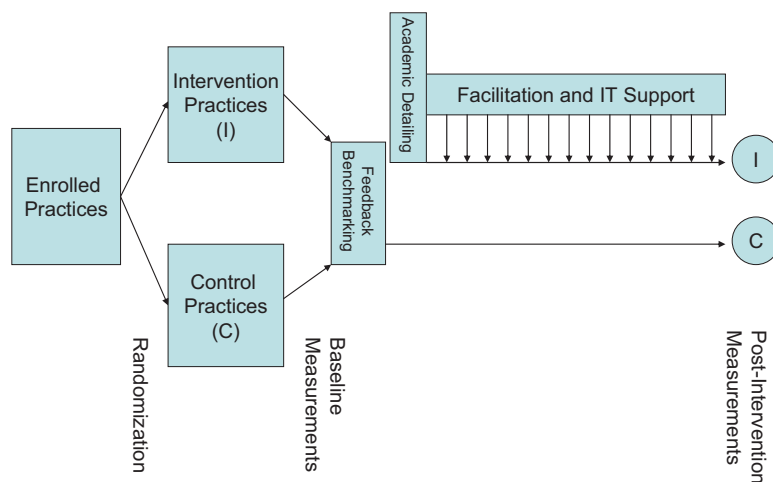 Enrolled
Practices
Intervention
Practices
(I)
Control
Practices
(C)
Randomization
Baseline
Measurements
Feedback
Benchmarking
Academic Detailing
Facilitation and IT Support
I
C
Post-Intervention
Measurements